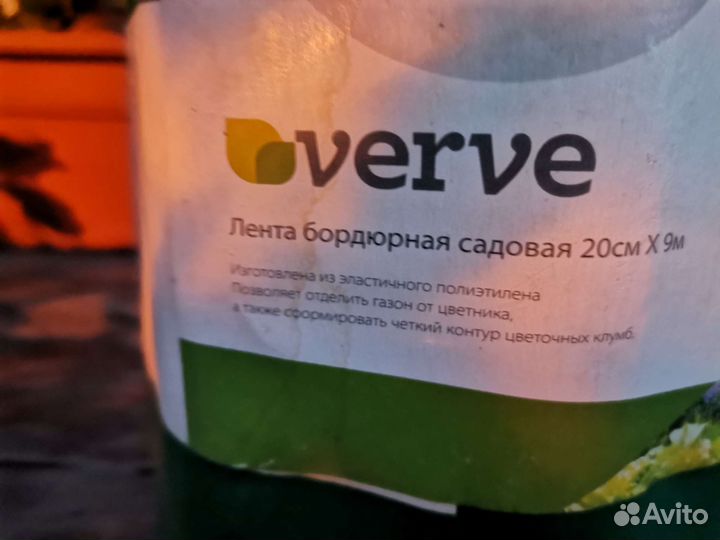 verve
Лента бордюрная садовая 20см X 9м
Изготовлена из эластичного полиэтилена
Позволяет отделить газон от цветника,
а также сформировать четкий контур цветочных клумб.
Avito